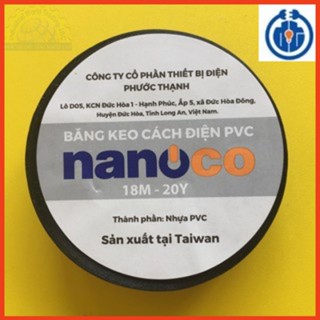 CÔNG TY CỔ PHẦN THIẾT BỊ ĐIỆN
PHƯỚC THẠNH
Lô D05, KCN Đức Hòa 1 - Hạnh Phúc, Ấp 5, xã Đức Hòa Đông,
Huyện Đức Hòa, Tỉnh Long An, Việt Nam.
BĂNG KEO CÁCH ĐIỆN PVC
nanoco
18M - 20Y
Thành phần: Nhựa PVC
Sản xuất tại Taiwan